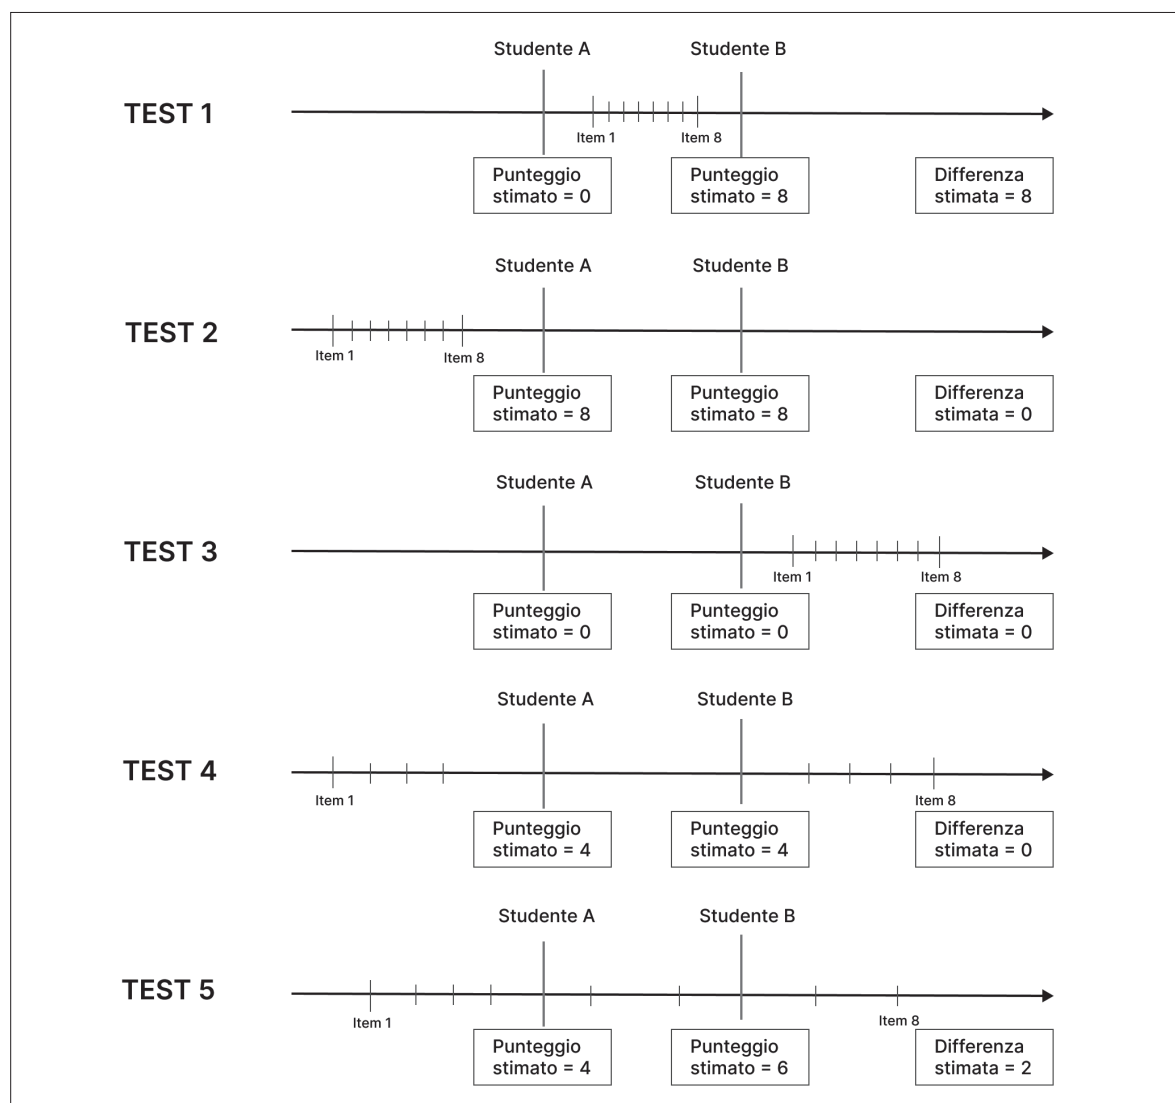 Studente A
Studente B
TEST 1
Item 1
Item 8
Punteggio
stimato = 0
Punteggio
stimato = 8
Differenza
stimata = 8
Studente A
Studente B
TEST 2
Item 1
Item 8
Punteggio
stimato = 8
Punteggio
stimato = 8
Differenza
stimata = 0
Studente A
Studente B
TEST 3
Item 1
Item 8
Punteggio
stimato = 0
Punteggio
stimato = 0
Differenza
stimata = 0
Studente A
Studente B
TEST 4
Item 1
Item 8
Punteggio
stimato = 4
Punteggio
stimato = 4
Differenza
stimata = 0
Studente A
Studente B
TEST 5
Item 1
Item 8
Punteggio
stimato = 4
Punteggio
stimato = 6
Differenza
stimata = 2